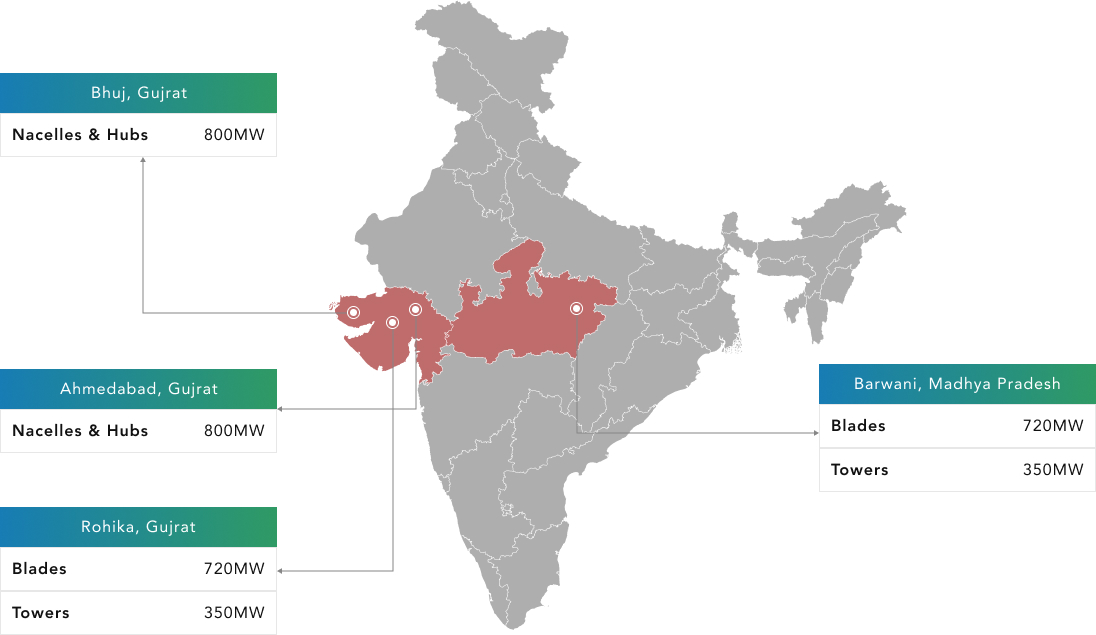 Bhuj, Gujrat
Nacelles & Hubs 800MW
Ahmedabad, Gujrat
Nacelles & Hubs 800MW
Rohika, Gujrat
Blades 720MW
Towers 350MW
Barwani, Madhya Pradesh
Blades 720MW
Towers 350MW